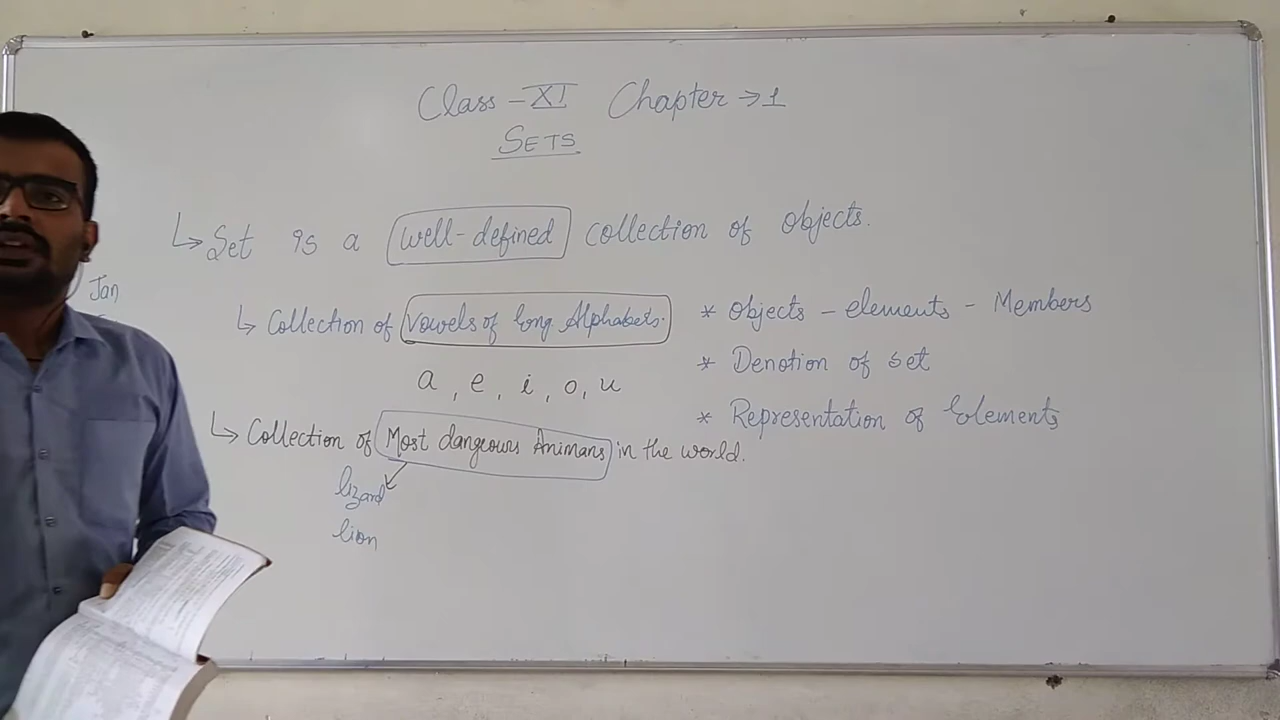 Class - XI Chapter → 1
SETS
↳ Set is a well-defined collection of objects.
Jan
↳ Collection of vowels of Eng Alphabets.
a, e, i, o, u
↳ Collection of Most dangeours Animans in the world.
lizard
lion
* Objects - elements - Members
* Denotion of set
* Representation of Elements